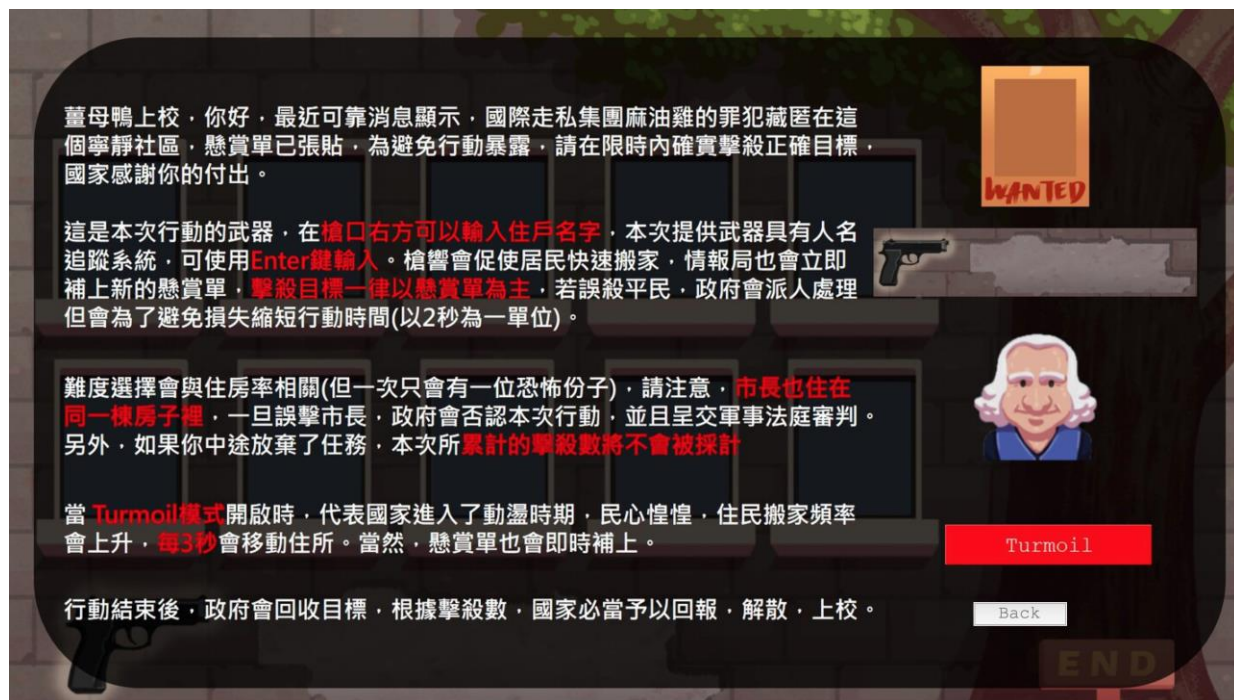 薑母鴨上校，你好，最近可靠消息顯示，國際走私集團麻油雞的罪犯藏匿在這
個寧靜社區，懸賞單已張貼，為避免行動暴露，請在限時內確實擊殺正確目標，
國家感謝你的付出。
WANTED
這是本次行動的武器，在槍口右方可以輸入住戶名字，本次提供武器具有人名
追蹤系統，可使用Enter鍵輸入。槍響會促使居民快速搬家，情報局也會立即
補上新的懸賞單，擊殺目標一律以懸賞單為主，若誤殺平民，政府會派人處理
但會為了避免損失縮短行動時間(以2秒為一單位)。
難度選擇會與住房率相關(但一次只會有一位恐怖份子)，請注意，市長也住在
同一棟房子裡，一旦誤擊市長，政府會否認本次行動，並且呈交軍事法庭審判。
另外，如果你中途放棄了任務，本次所累計的擊殺數將不會被採計
當 Turmoil模式開啟時，代表國家進入了動盪時期，民心惶惶，住民搬家頻率
會上升，每3秒會移動住所。當然，懸賞單也會即時補上。
Turmoil
行動結束後，政府會回收目標，根據擊殺數，國家必當予以回報，解散，上校。
Back
END